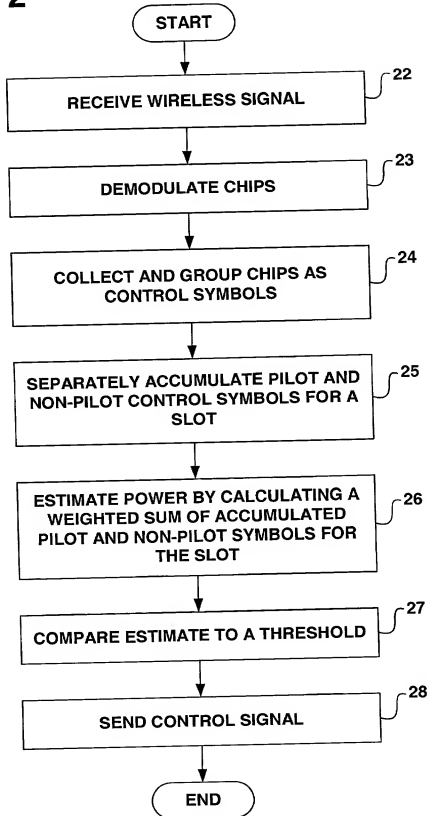 2
START
RECEIVE WIRELESS SIGNAL
22
DEMODULATE CHIPS
23
COLLECT AND GROUP CHIPS AS
CONTROL SYMBOLS
24
SEPARATELY ACCUMULATE PILOT AND
NON-PILOT CONTROL SYMBOLS FOR A
SLOT
25
ESTIMATE POWER BY CALCULATING A
WEIGHTED SUM OF ACCUMULATED
PILOT AND NON-PILOT SYMBOLS FOR
THE SLOT
26
COMPARE ESTIMATE TO A THRESHOLD
27
SEND CONTROL SIGNAL
28
END